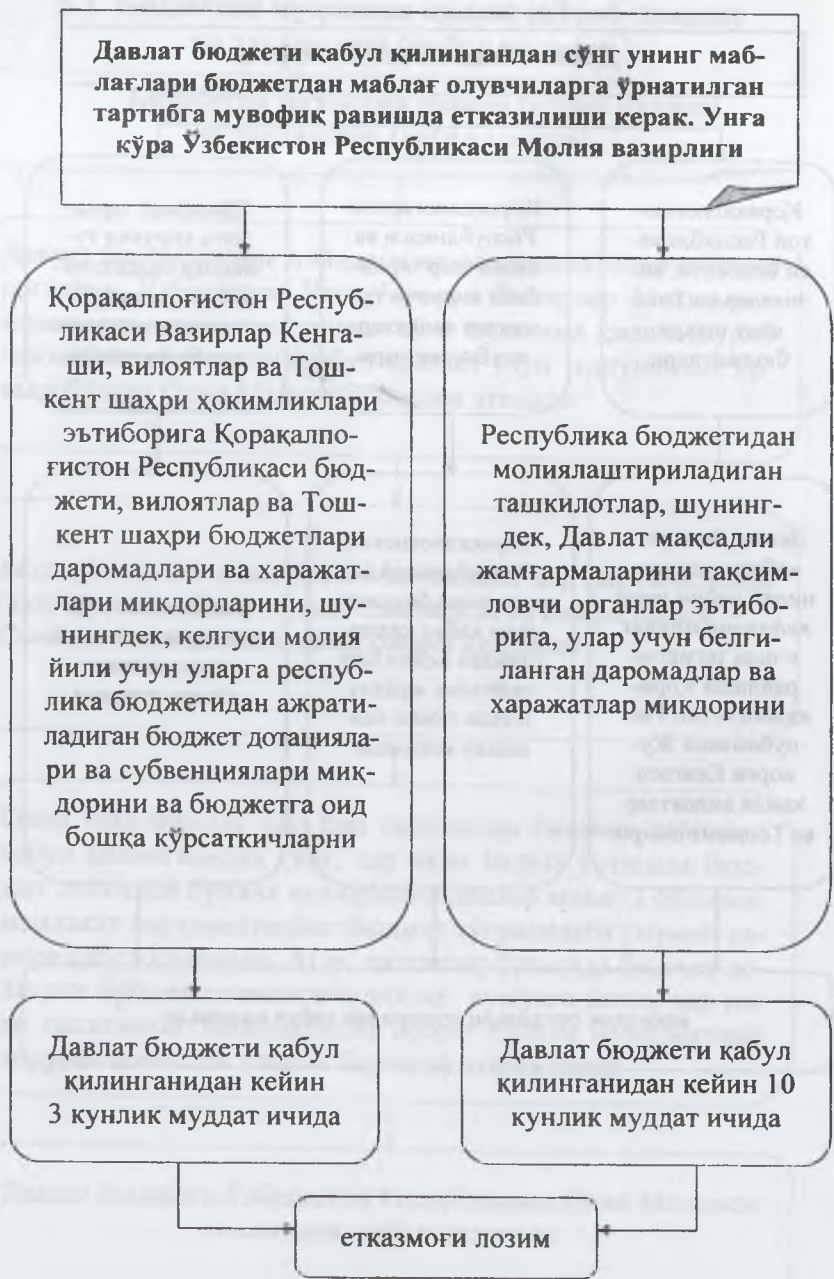 Давлат бюджети қабул қилингандан сўнг унинг маб-
лағлари бюджетдан маблағ олувчиларга ўрнатилган
тартибга мувофиқ равишда етказилиши керак. Унга
кўра Ўзбекистон Республикаси Молия вазирлиги
Қорақалпоғистон Респуб-
ликаси Вазирлар Кенга-
ши, вилоятлар ва Тош-
кент шаҳри ҳокимликлари
эътиборига Қорақалпо-
ғистон Республикаси бюд-
жети, вилоятлар ва Тош-
кент шаҳри бюджетлари
даромадлари ва харажат-
лари миқдорларини, шу-
нингдек, келгуси молия
йили учун уларга респуб-
лика бюджетидан ажрати-
ладиган бюджет дотацияла-
ри ва субвенциялари миқ-
дорини ва бюджетга оид
бошқа кўрсаткичларни
Республика бюджетидан
молиялаштириладиган
ташкилотлар, шунинг-
дек, Давлат мақсадли
жамғармаларини тақсим-
ловчи органлар эътибо-
рига, улар учун белги-
ланган даромадлар ва
харажатлар миқдорини
Давлат бюджети қабул
қилинганидан кейин
3 кунлик муддат ичида
Давлат бюджети қабул
қилинганидан кейин 10
кунлик муддат ичида
етказмоғи лозим